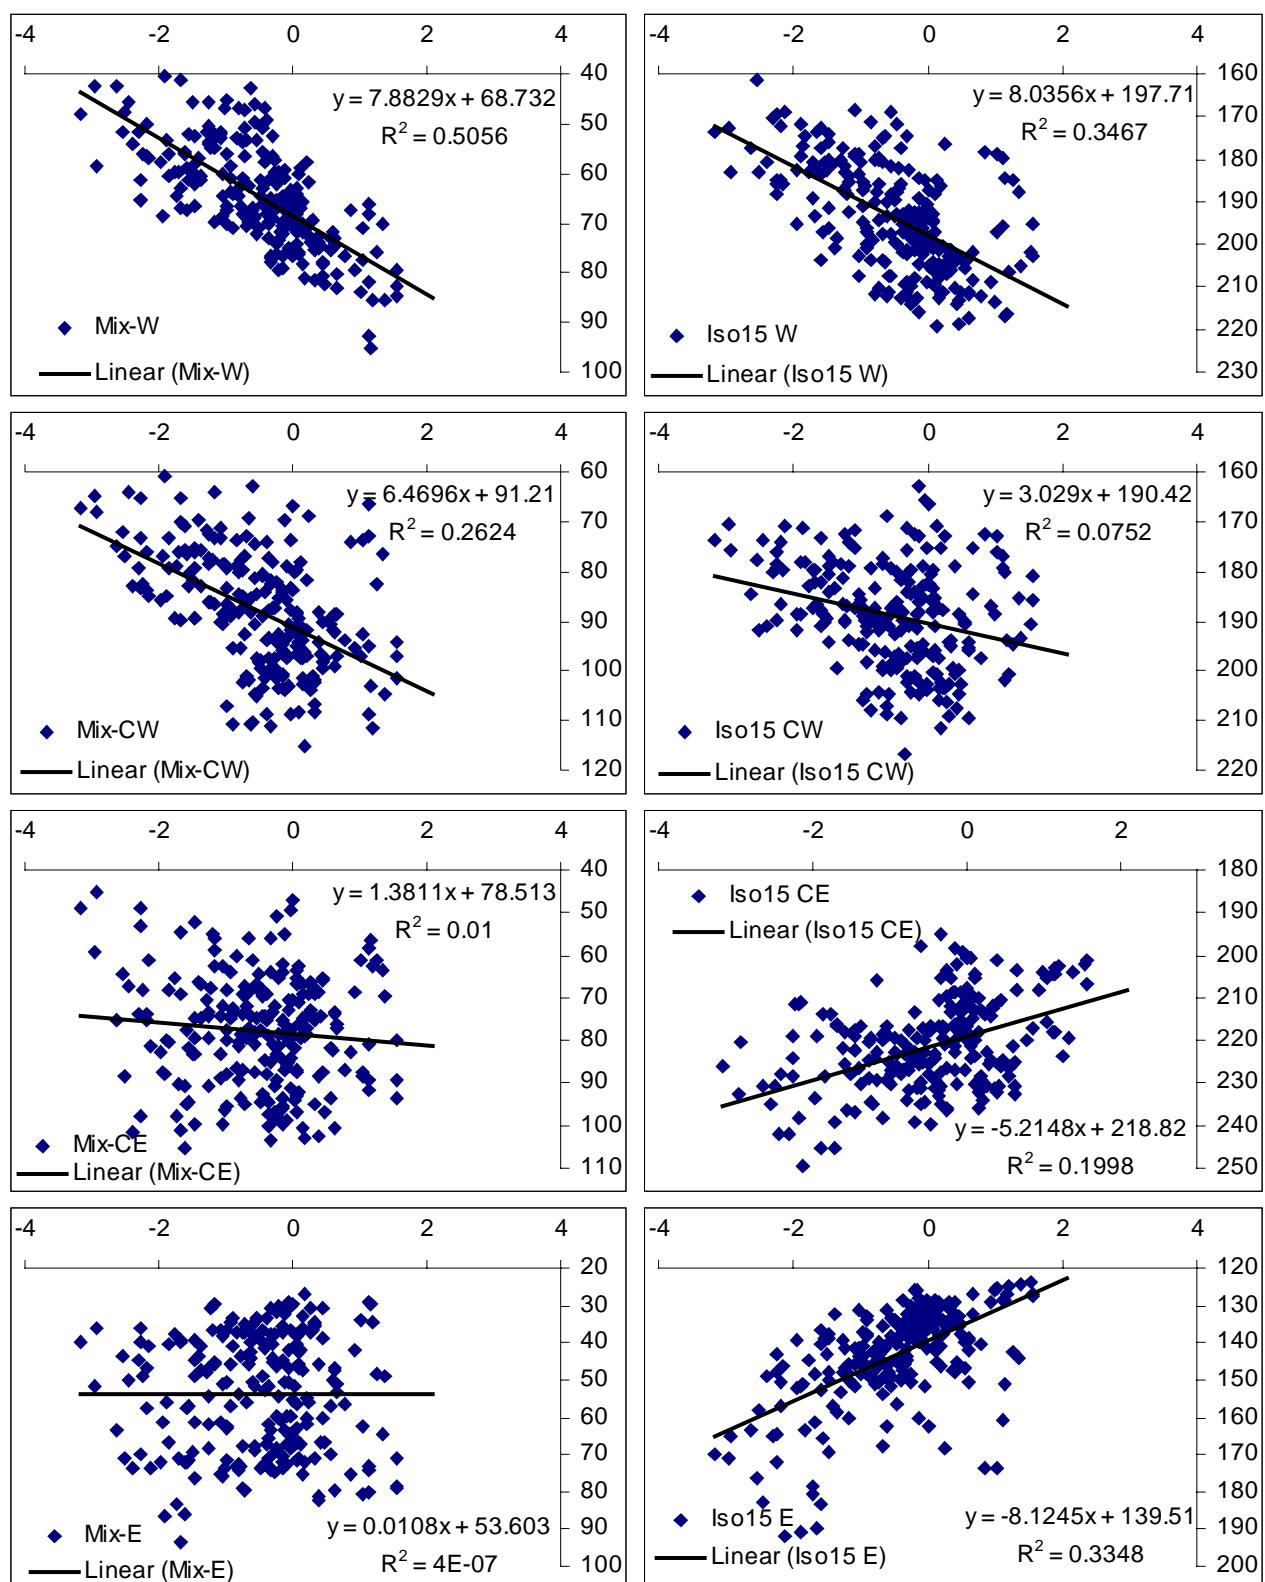 -4 -2 0 2 4
40
50
60
70
80
90
100
y = 7.8829x + 68.732
R² = 0.5056
Mix-W
Linear (Mix-W)
-4 -2 0 2 4
160
170
180
190
200
210
220
230
y = 8.0356x + 197.71
R² = 0.3467
Iso15 W
Linear (Iso15 W)
-4 -2 0 2 4
60
70
80
90
100
110
120
y = 6.4696x + 91.21
R² = 0.2624
Mix-CW
Linear (Mix-CW)
-4 -2 0 2 4
160
170
180
190
200
210
220
y = 3.029x + 190.42
R² = 0.0752
Iso15 CW
Linear (Iso15 CW)
-4 -2 0 2 4
40
50
60
70
80
90
100
110
y = 1.3811x + 78.513
R² = 0.01
Mix-CE
Linear (Mix-CE)
-4 -2 0 2
180
190
200
210
220
230
240
250
Iso15 CE
Linear (Iso15 CE)
y = -5.2148x + 218.82
R² = 0.1998
-4 -2 0 2 4
20
30
40
50
60
70
80
90
100
Mix-E
Linear (Mix-E)
y = 0.0108x + 53.603
R² = 4E-07
-4 -2 0 2 4
120
130
140
150
160
170
180
190
200
Iso15 E
Linear (Iso15 E)
y = -8.1245x + 139.51
R² = 0.3348